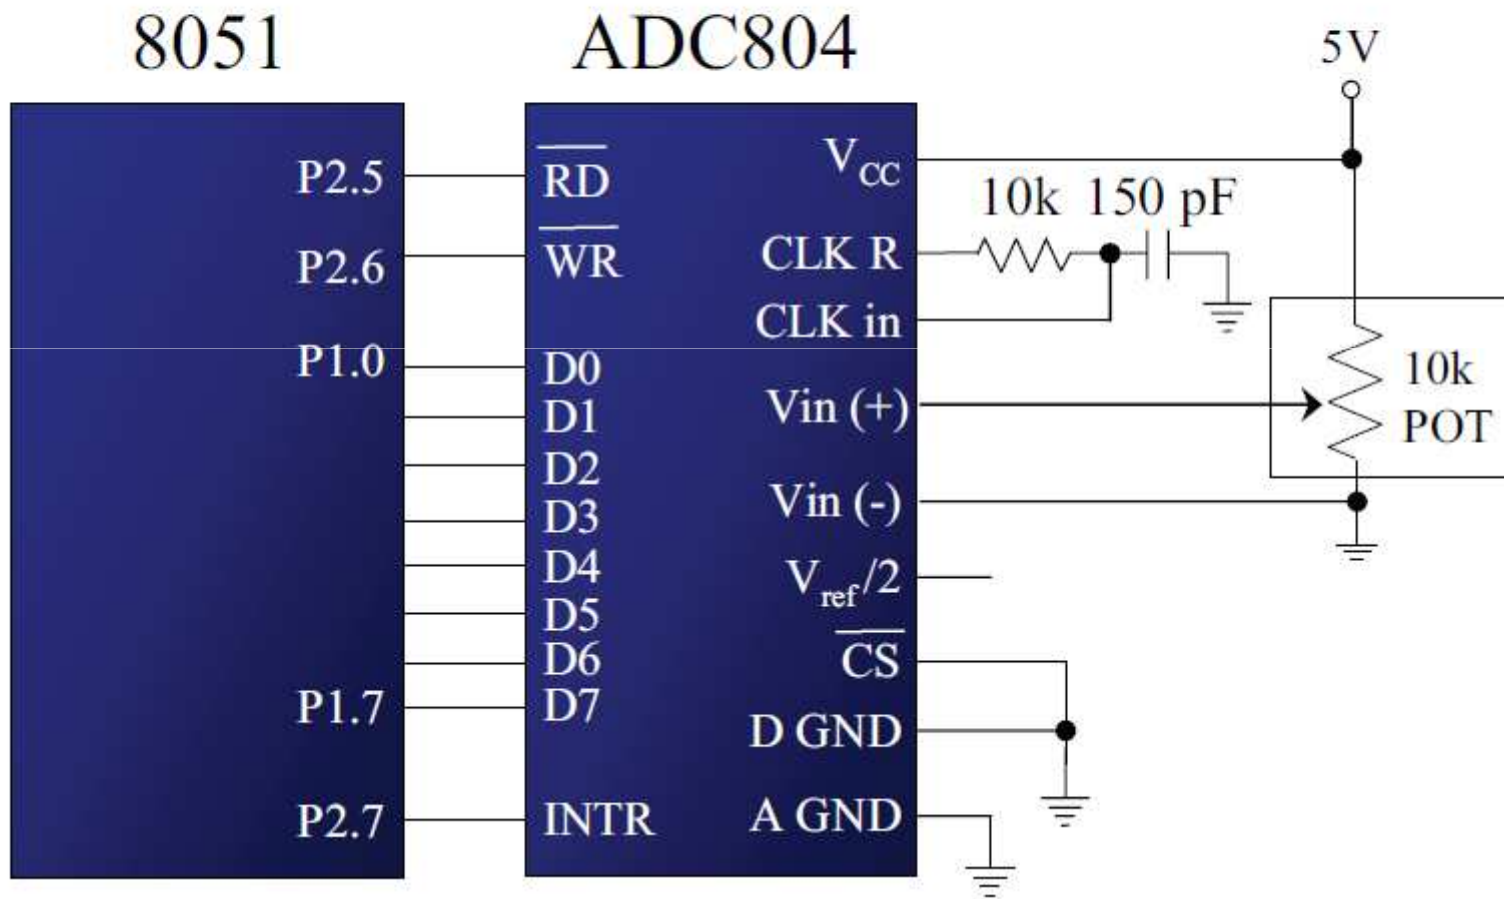 8051
ADC804
5V
P2.5
RD
V_CC
10k 150 pF
P2.6
WR
CLK R
CLK in
P1.0
D0
10k
POT
D1
Vin (+)
D2
Vin (-)
D3
D4
V_ref/2
D5
D6
CS
P1.7
D7
D GND
P2.7
INTR
A GND